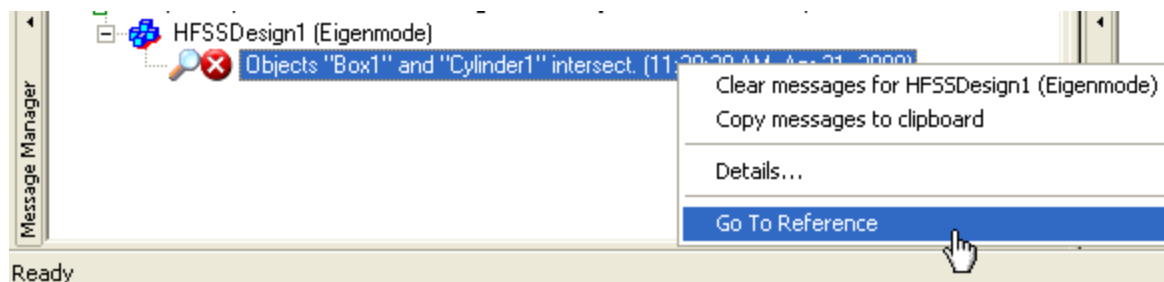 HFSSDesign1 (Eigenmode)
Objects "Box1" and "Cylinder1" intersect. (11:
Clear messages for HFSSDesign1 (Eigenmode)
Copy messages to clipboard
Details...
Go To Reference
Message Manager
Ready